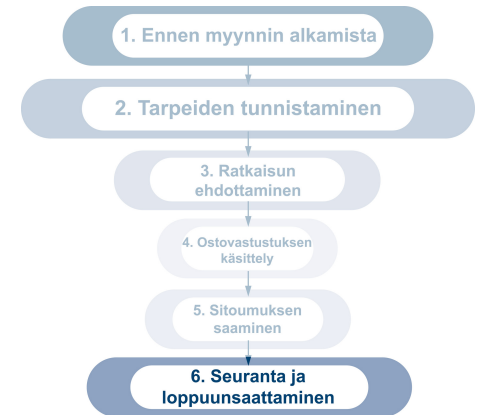 1. Ennen myynnin alkamista
2. Tarpeiden tunnistaminen
3. Ratkaisun
ehdottaminen
4. Ostovastustuksen
käsittely
5. Sitoumuksen
saaminen
6. Seuranta ja
loppuunsaattaminen